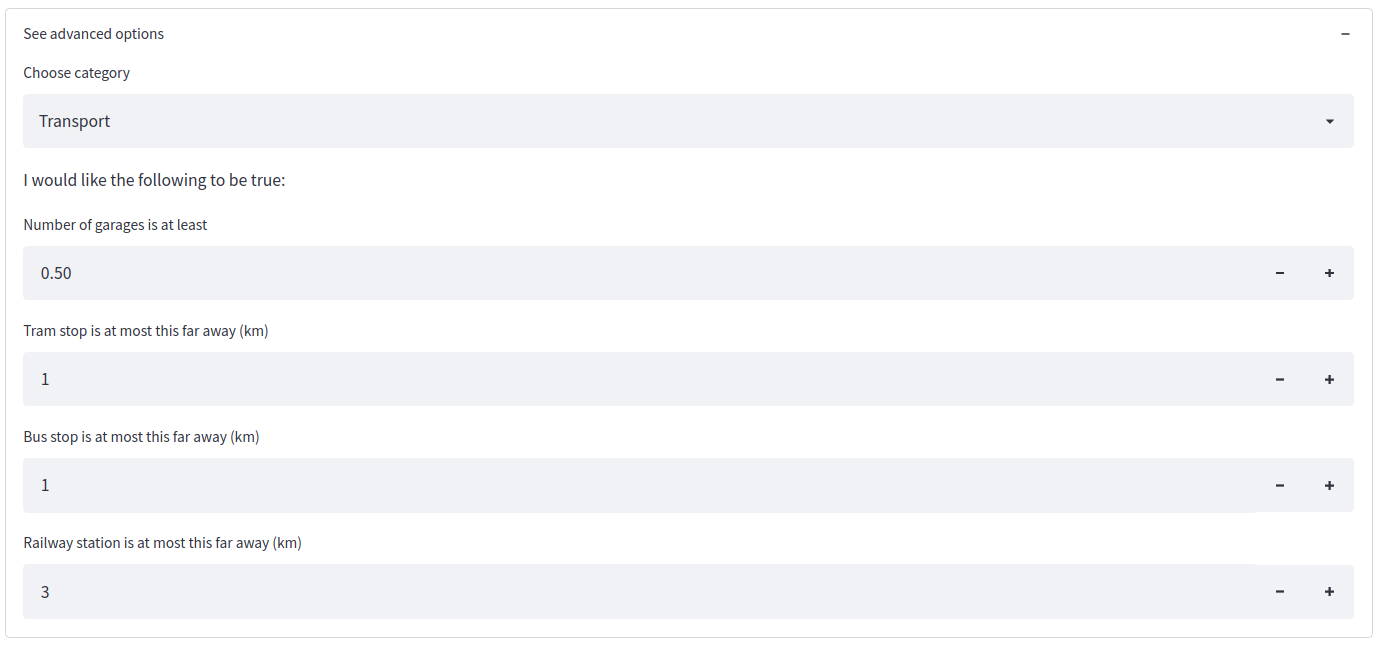 See advanced options
Choose category
Transport
I would like the following to be true:
Number of garages is at least
0.50
Tram stop is at most this far away (km)
1
Bus stop is at most this far away (km)
1
Railway station is at most this far away (km)
3